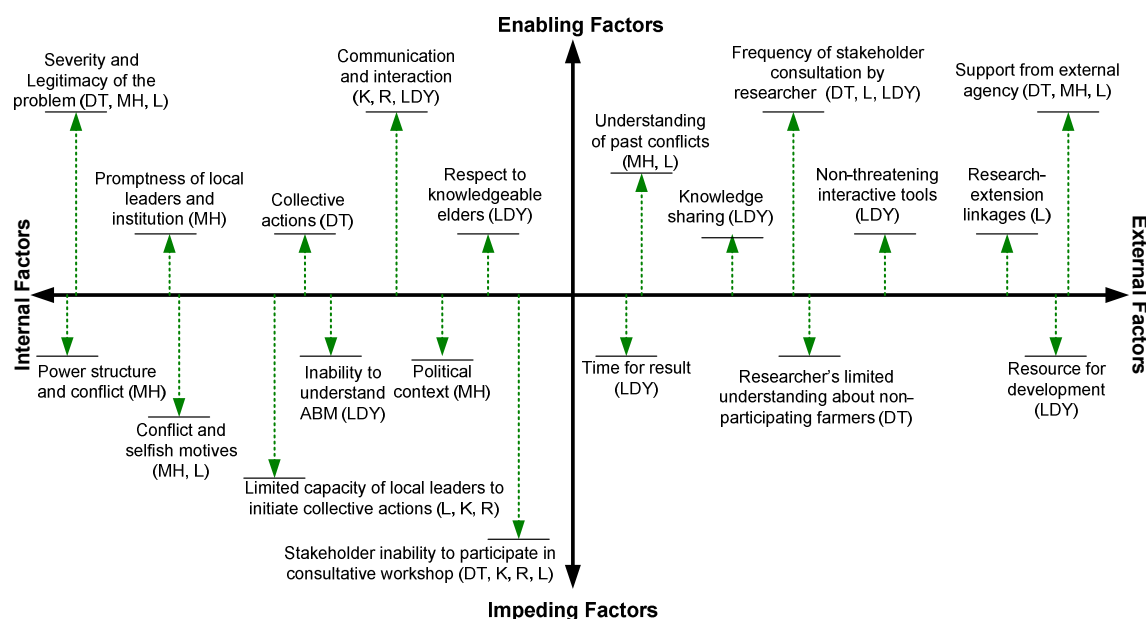 Enabling Factors
Severity and
Legitimacy of the
problem (DT, MH, L)
Communication
and interaction
(K, R, LDY)
Frequency of stakeholder
consultation by
researcher  (DT, L, LDY)
Support from external
agency (DT, MH, L)
Promptness of local
leaders and
institution (MH)
Collective
actions (DT)
Respect to
knowledgeable
elders (LDY)
Understanding
of past conflicts
(MH, L)
Knowledge
sharing (LDY)
Non-threatening
interactive tools
(LDY)
Research-
extension
linkages (L)
Internal Factors
External Factors
Power structure
and conflict (MH)
Conflict and
selfish motives
(MH, L)
Inability to
understand
ABM (LDY)
Political
context (MH)
Time for result
(LDY)
Researcher's limited
understanding about non-
participating farmers (DT)
Resource for
development
(LDY)
Limited capacity of local leaders to
initiate collective actions (L, K, R)
Stakeholder inability to participate in
consultative workshop (DT, K, R, L)
Impeding Factors